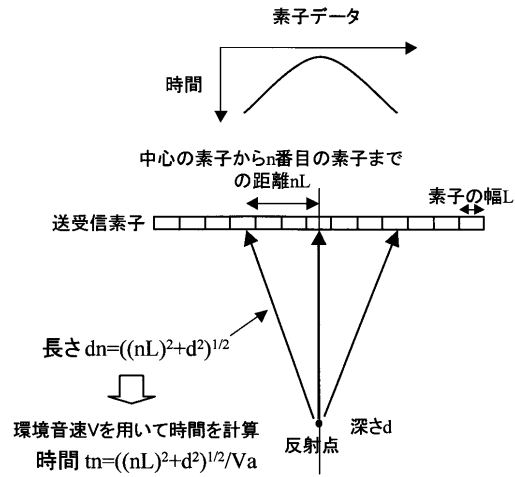 素子データ
時間
中心の素子からn番目の素子まで
の距離nL
素子の幅L
送受信素子
長さdn=((nL)²+d²)¹/²
環境音速Vを用いて時間を計算
時間 tn=((nL)²+d²)¹/²/Va
深さd
反射点